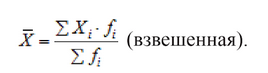 X̅ = ∑ Xᵢ · fᵢ / ∑ fᵢ (взвешенная).